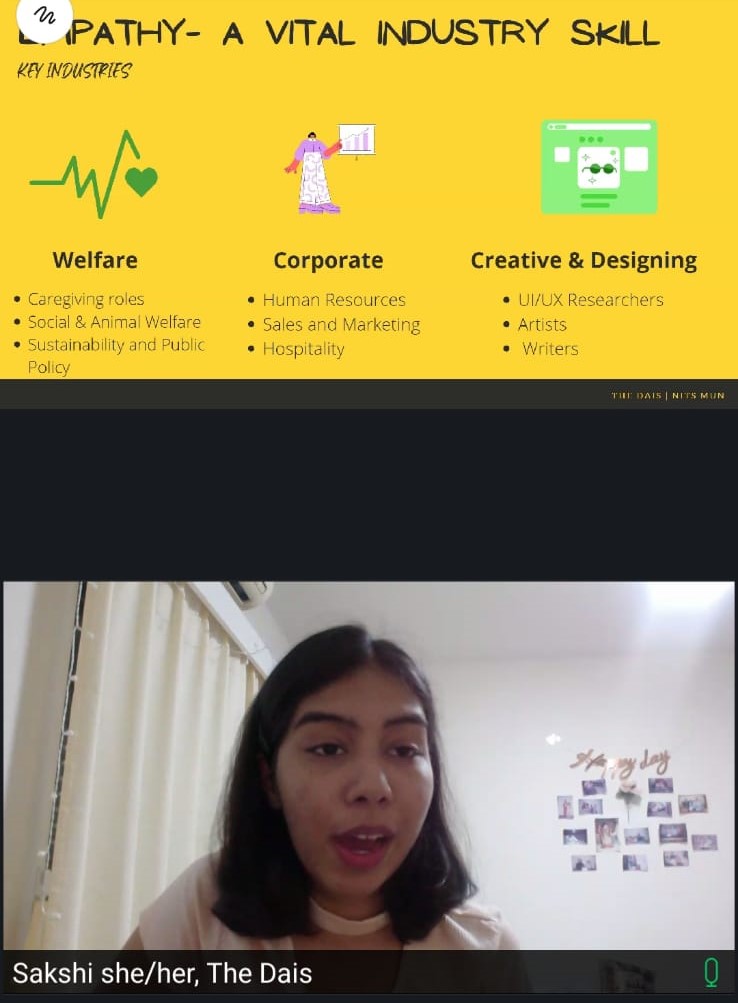 EMPATHY- A VITAL INDUSTRY SKILL
KEY INDUSTRIES
Welfare
• Caregiving roles
• Social & Animal Welfare
• Sustainability and Public
Policy
Corporate
• Human Resources
• Sales and Marketing
• Hospitality
Creative & Designing
• UI/UX Researchers
• Artists
• Writers
THE DAIS | NITS MUN
Happy day
Sakshi she/her, The Dais